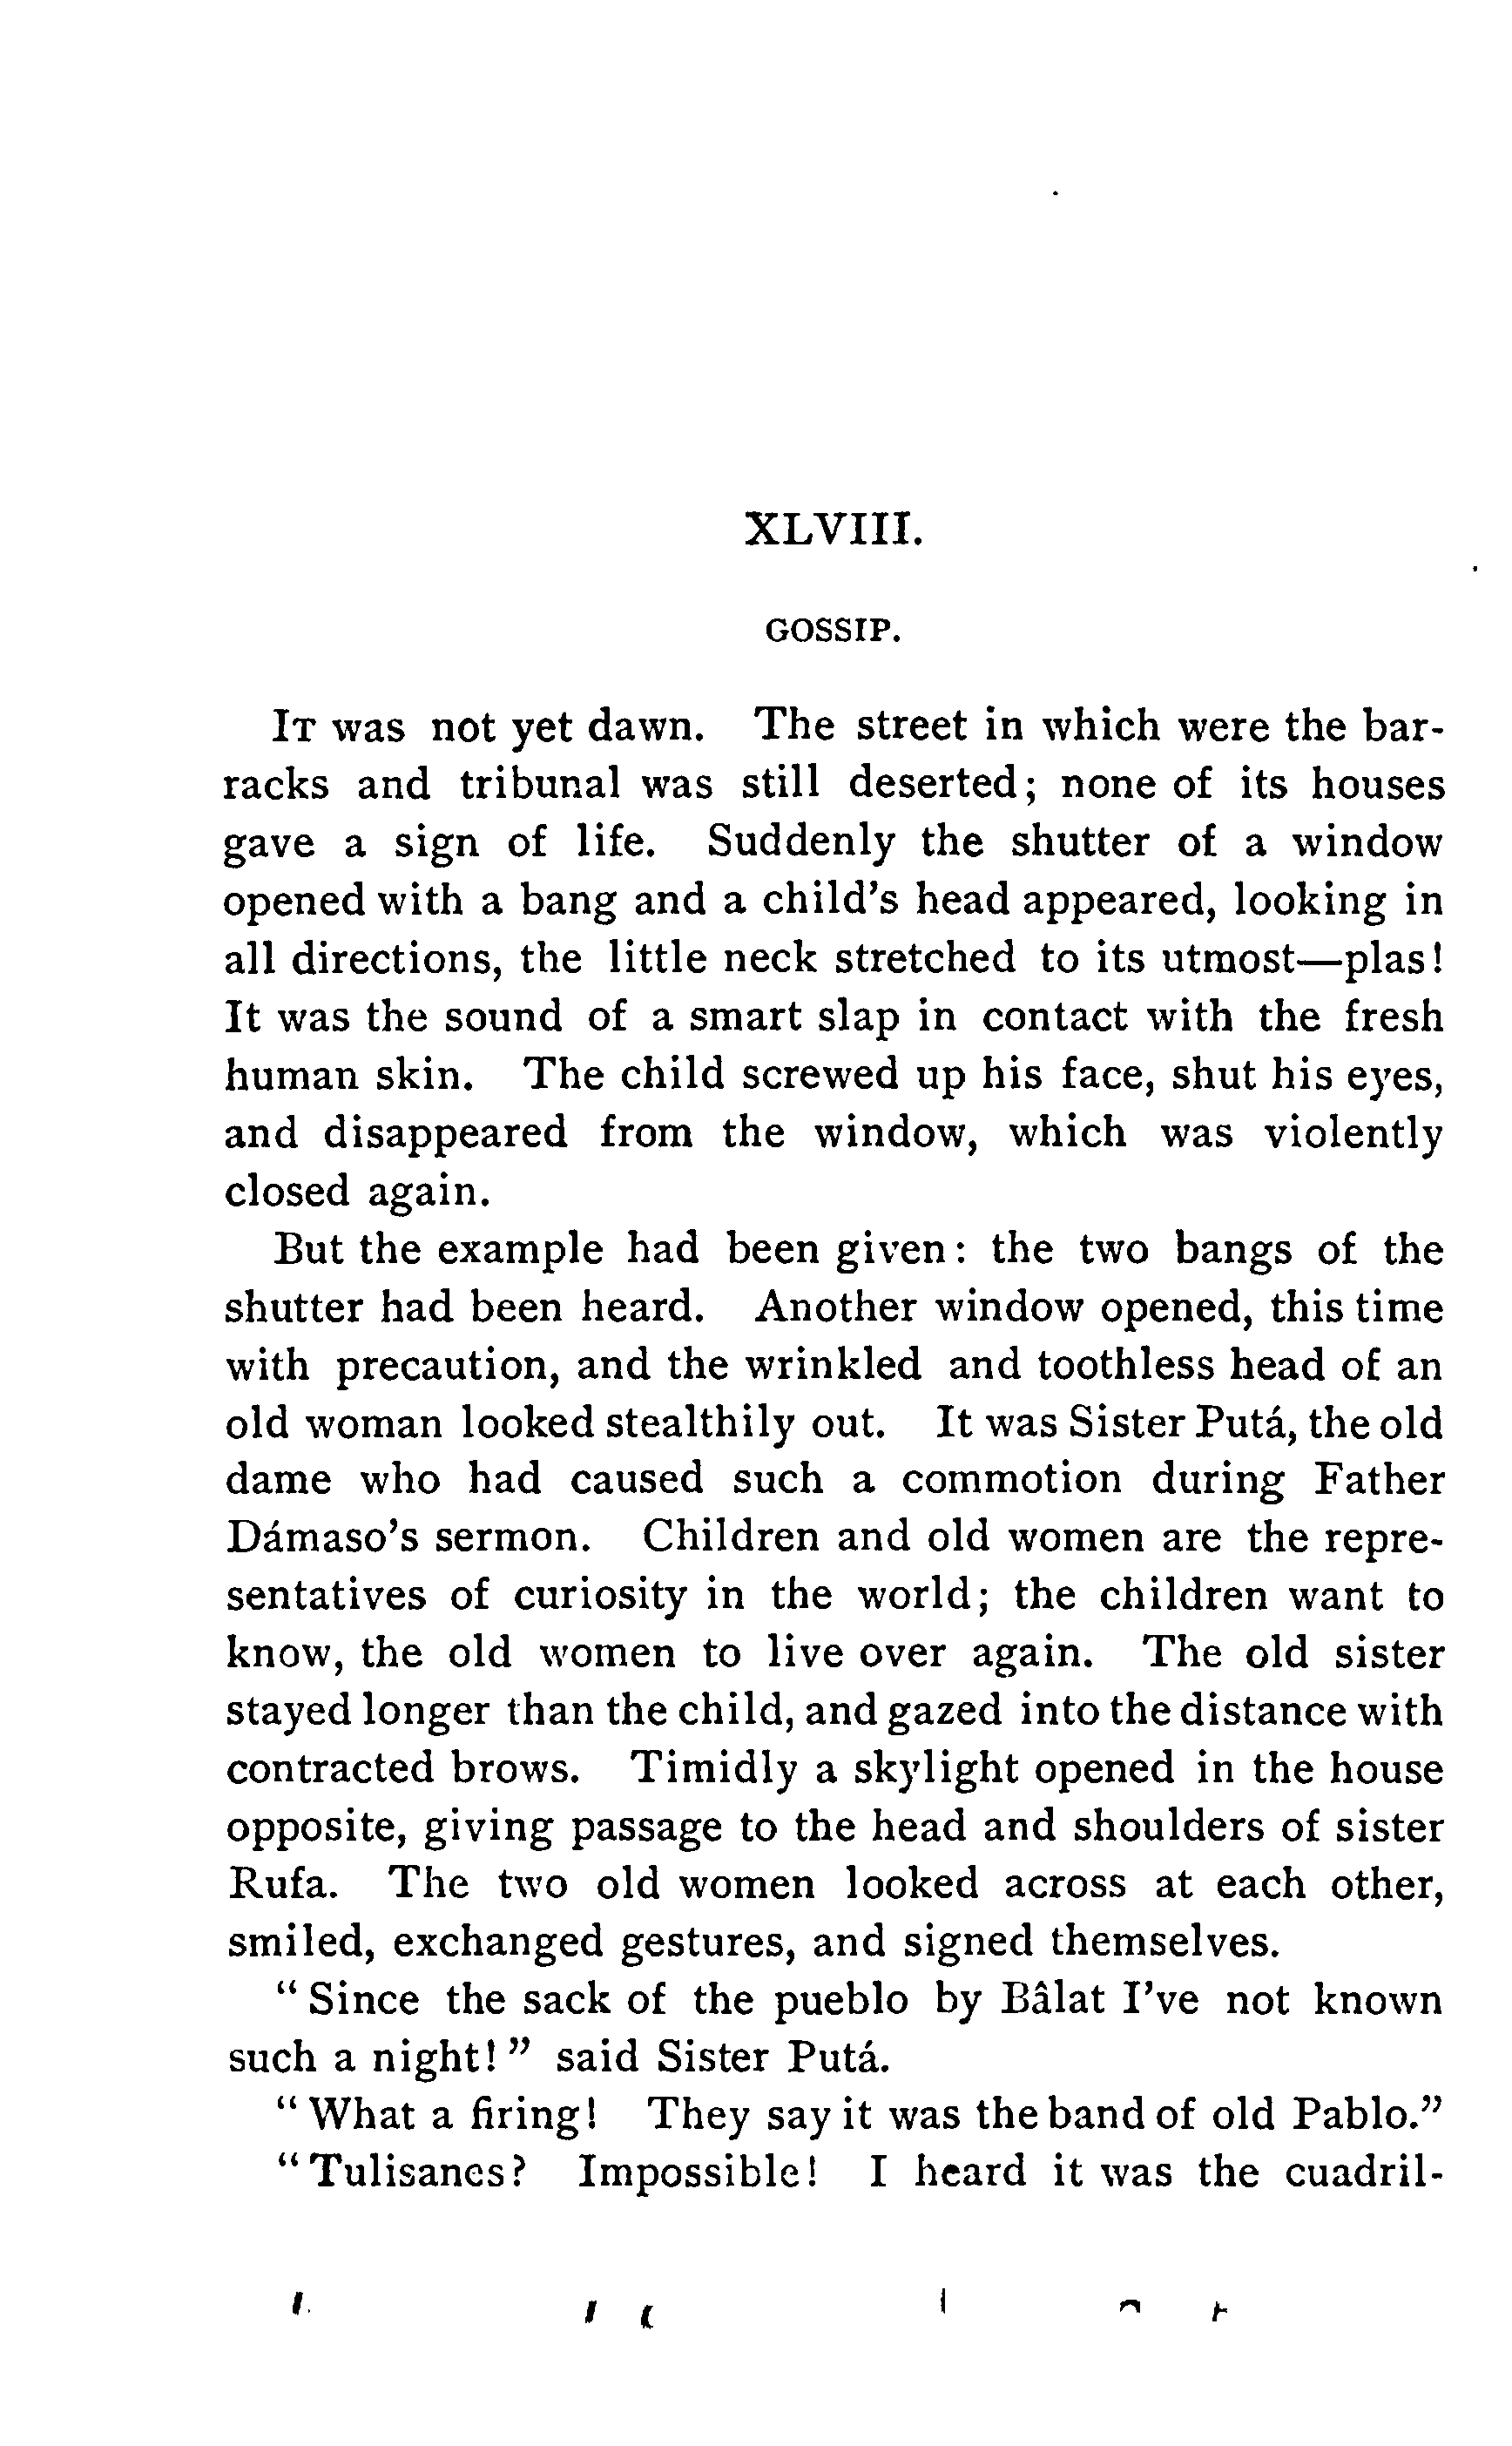 XLVIII.
GOSSIP.
IT was not yet dawn. The street in which were the bar-
racks and tribunal was still deserted; none of its houses
gave a sign of life. Suddenly the shutter of a window
opened with a bang and a child's head appeared, looking in
all directions, the little neck stretched to its utmost—plas!
It was the sound of a smart slap in contact with the fresh
human skin. The child screwed up his face, shut his eyes,
and disappeared from the window, which was violently
closed again.
But the example had been given: the two bangs of the
shutter had been heard. Another window opened, this time
with precaution, and the wrinkled and toothless head of an
old woman looked stealthily out. It was Sister Putá, the old
dame who had caused such a commotion during Father
Dámaso's sermon. Children and old women are the repre-
sentatives of curiosity in the world; the children want to
know, the old women to live over again. The old sister
stayed longer than the child, and gazed into the distance with
contracted brows. Timidly a skylight opened in the house
opposite, giving passage to the head and shoulders of sister
Rufa. The two old women looked across at each other,
smiled, exchanged gestures, and signed themselves.
“Since the sack of the pueblo by Bâlat I've not known
such a night!” said Sister Putá.
“What a firing! They say it was the band of old Pablo.”
“Tulisanes? Impossible! I heard it was the cuadril-